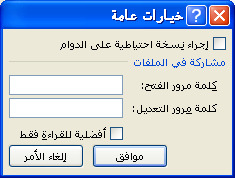 خيارات عامة
إجراء نسخة احتياطية على الدوام
مشاركة في الملفات
كلمة مرور الفتح:
كلمة مرور التعديل:
أفضلية للقراءة فقط
موافق
إلغاء الأمر